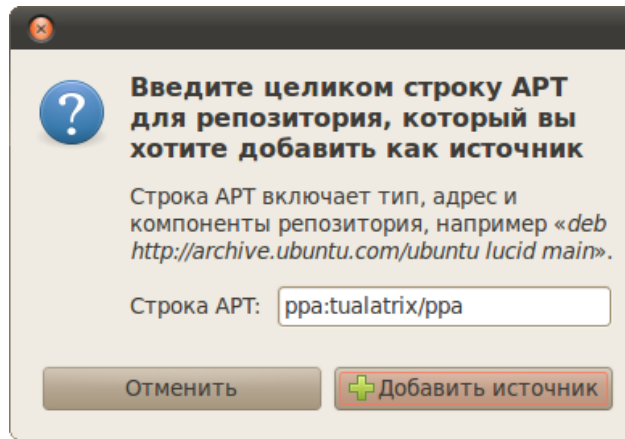 Введите целиком строку APT
для репозитория, который вы
хотите добавить как источник
Строка APT включает тип, адрес и
компоненты репозитория, например «deb
http://archive.ubuntu.com/ubuntu lucid main».
Строка APT: ppa:tualatrix/ppa
Отменить Добавить источник